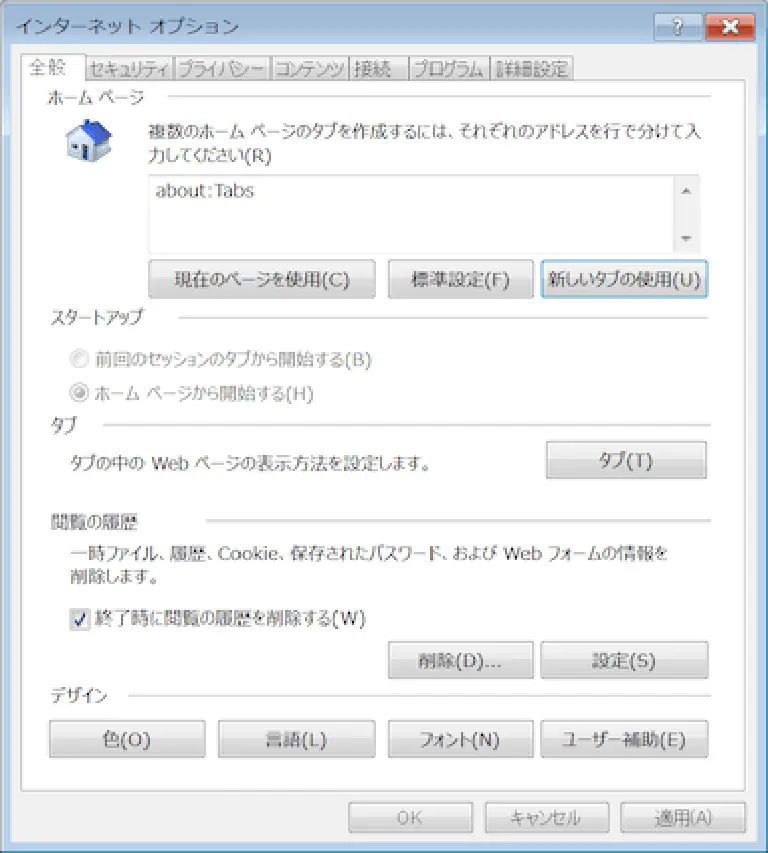 インターネット オプション
?
全般 セキュリティ プライバシー コンテンツ 接続 プログラム 詳細設定
ホーム ページ
複数のホーム ページのタブを作成するには、それぞれのアドレスを行で分けて入
力してください(R)
about:Tabs
現在のページを使用(C) 標準設定(F) 新しいタブの使用(U)
スタートアップ
前回のセッションのタブから開始する(B)
ホーム ページから開始する(H)
タブ
タブの中の Web ページの表示方法を設定します。 タブ(T)
閲覧の履歴
一時ファイル、履歴、Cookie、保存されたパスワード、および Web フォームの情報を
削除します。
終了時に閲覧の履歴を削除する(W)
削除(D)... 設定(S)
デザイン
色(O) 言語(L) フォント(N) ユーザー補助(E)
OK キャンセル 適用(A)